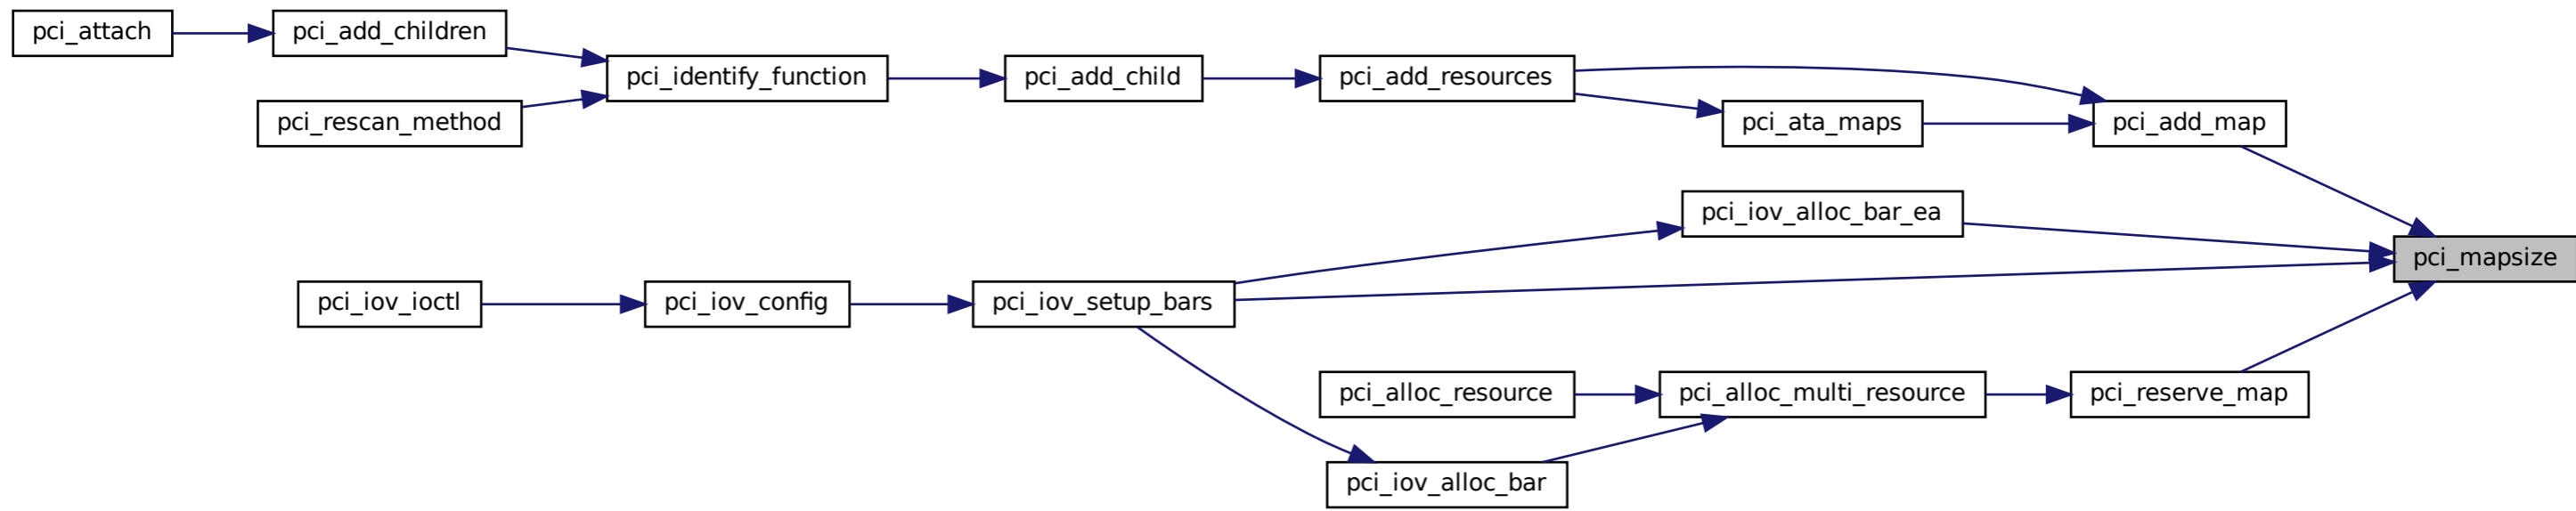 pci_attach
pci_add_children
pci_identify_function
pci_add_child
pci_add_resources
pci_rescan_method
pci_ata_maps
pci_add_map
pci_iov_alloc_bar_ea
pci_mapsize
pci_iov_ioctl
pci_iov_config
pci_iov_setup_bars
pci_alloc_resource
pci_alloc_multi_resource
pci_reserve_map
pci_iov_alloc_bar